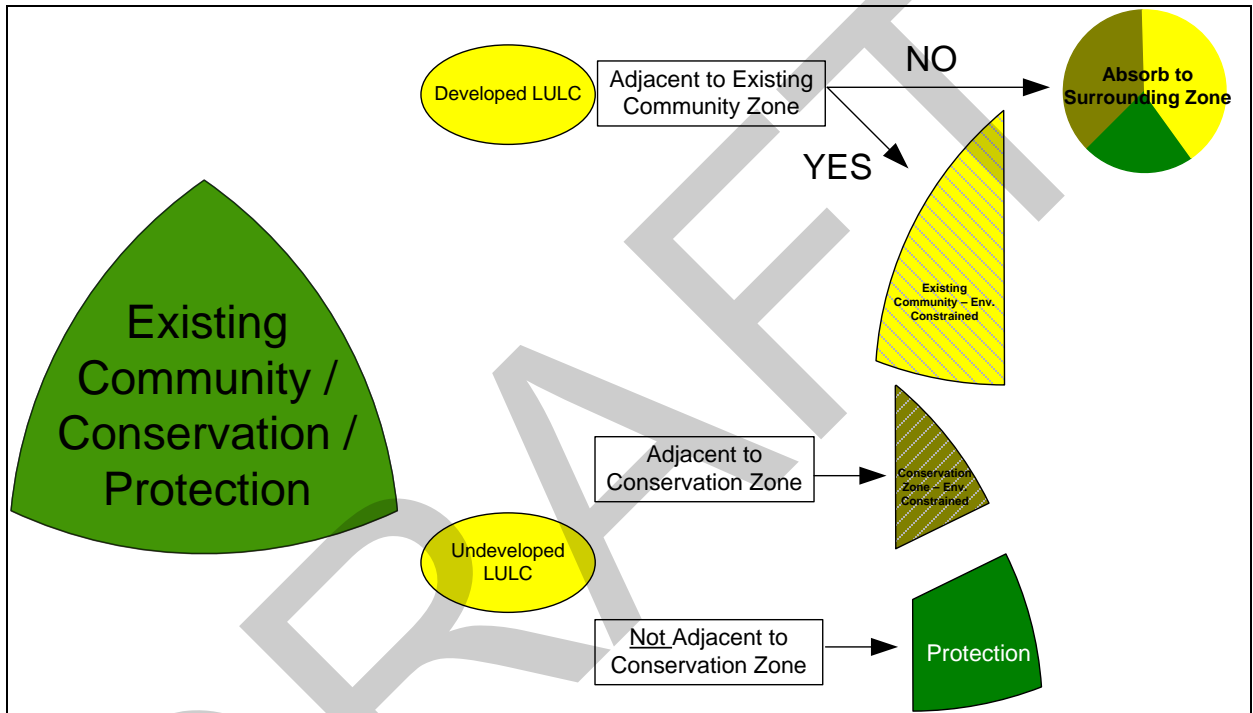 Existing
Community /
Conservation /
Protection
Developed LULC
Adjacent to Existing
Community Zone
NO
Absorb to
Surrounding Zone
YES
Existing
Community – Env.
Constrained
Undeveloped
LULC
Adjacent to
Conservation Zone
Conservation
Zone – Env.
Constrained
Not Adjacent to
Conservation Zone
Protection
DRAFT